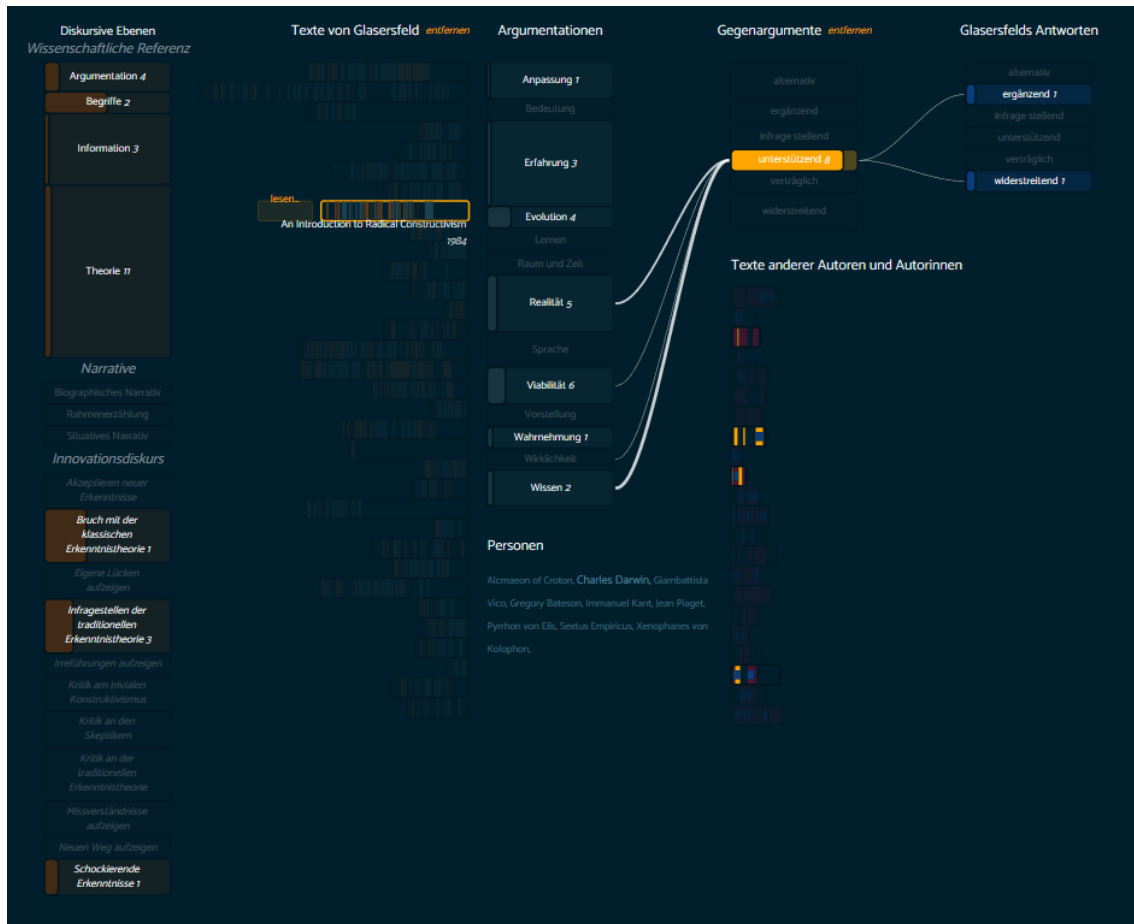 Diskursive Ebenen
Wissenschaftliche Referenz
Argumentation 4
Begriffe 2
Information 3
Theorie 11
Narrative
Biographisches Narrativ
Rahmenerzählung
Situatives Narrativ
Innovationsdiskurs
Akzeptieren neuer
Erkenntnisse
Bruch mit der
klassischen
Erkenntnistheorie 1
Eigene Lücken
aufzeigen
Infragestellen der
traditionellen
Erkenntnistheorie 3
Irreführungen aufzeigen
Kritik am trivialen
Konstruktivismus
Kritik an den
Skeptikern
Kritik an der
traditionellen
Erkenntnistheorie
Missverständnisse
aufzeigen
Neuen Weg aufzeigen
Schockierende
Erkenntnisse 1
Texte von Glasersfeld entfernen
lesen...
An Introduction to Radical Constructivism
1984
Argumentationen
Anpassung 1
Bedeutung
Erfahrung 3
Evolution 4
Lernen
Raum und Zeit
Realität 5
Sprache
Viabilität 6
Vorstellung
Wahrnehmung 1
Wirklichkeit
Wissen 2
Personen
Alcmaeon of Croton, Charles Darwin, Giambattista
Vico, Gregory Bateson, Immanuel Kant, Jean Piaget,
Pyrrhon von Elis, Sextus Empiricus, Xenophanes von
Kolophon,
Gegenargumente entfernen
alternativ
ergänzend
infrage stellend
unterstützend 8
verträglich
widerstreitend
Texte anderer Autoren und Autorinnen
Glasersfelds Antworten
alternativ
ergänzend 1
infrage stellend
unterstützend
verträglich
widerstreitend 1